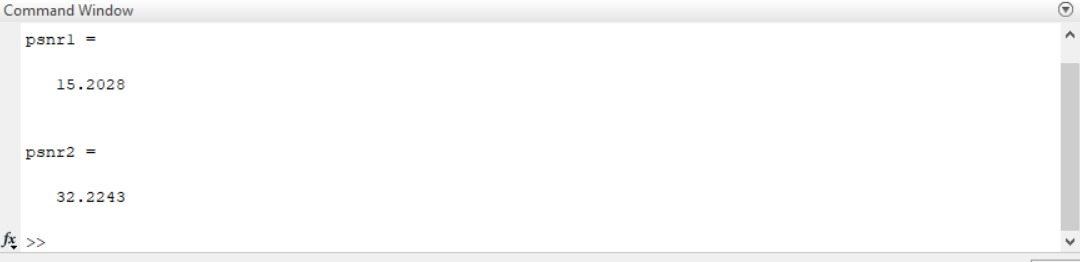 Command Window
psnr1 =
15.2028
psnr2 =
32.2243
fx >>